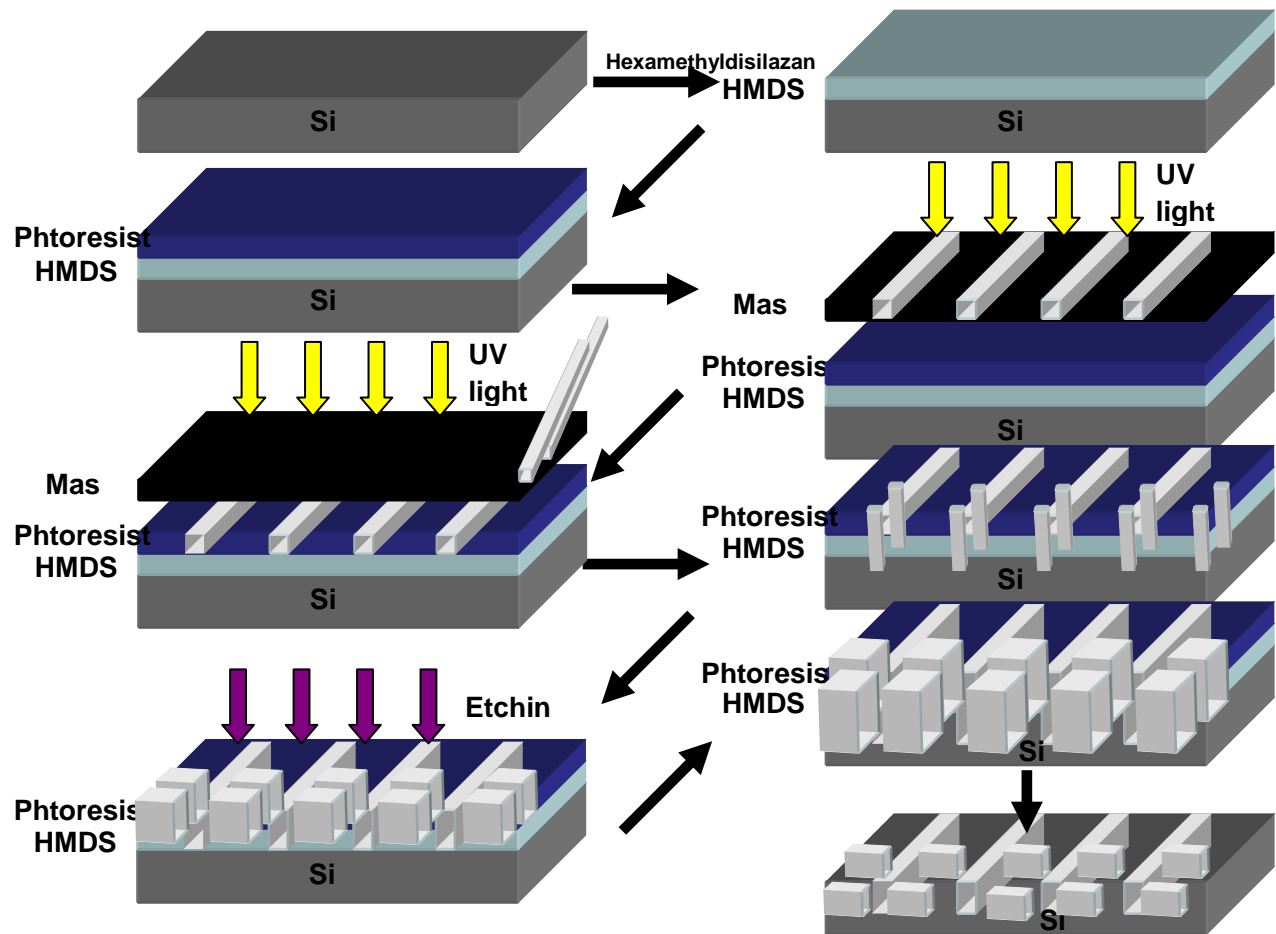 Hexamethyldisilazan
HMDS
Si
Si
Phtoresist
HMDS
Si
UV
light
Mas
Phtoresis
HMDS
Si
UV
light
Mas
Phtoresist
HMDS
Si
Phtoresist
HMDS
Si
Etchin
Phtoresis
HMDS
Si
Phtoresis
HMDS
Si
Si